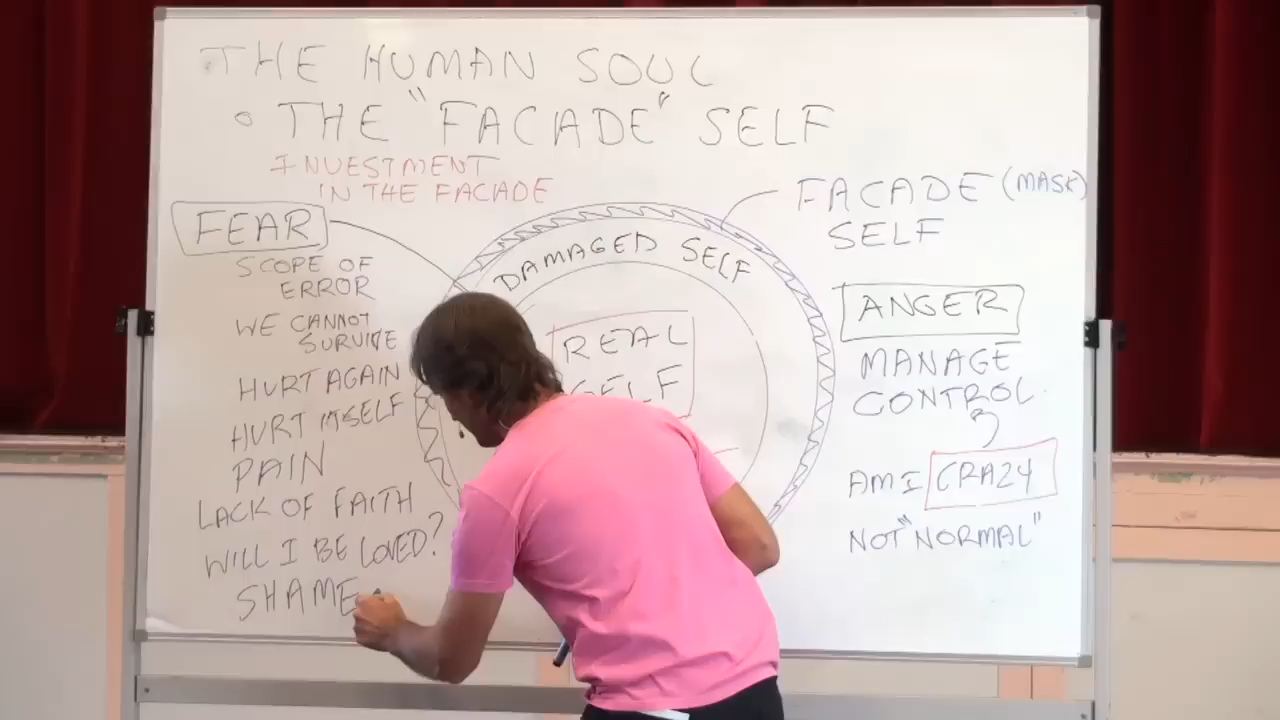 THE HUMAN SOUL
THE "FACADE" SELF
INVESTMENT
IN THE FACADE
FEAR
SCOPE OF
ERROR
WE CANNOT
SURVIVE
HURT AGAIN
HURT MYSELF
PAIN
LACK OF FAITH
WILL I BE LOVED?
SHAME
DAMAGED SELF
REAL
SELF
FACADE (MASK)
SELF
ANGER
MANAGE
CONTROL
?
AM I CRAZY
NOT "NORMAL"